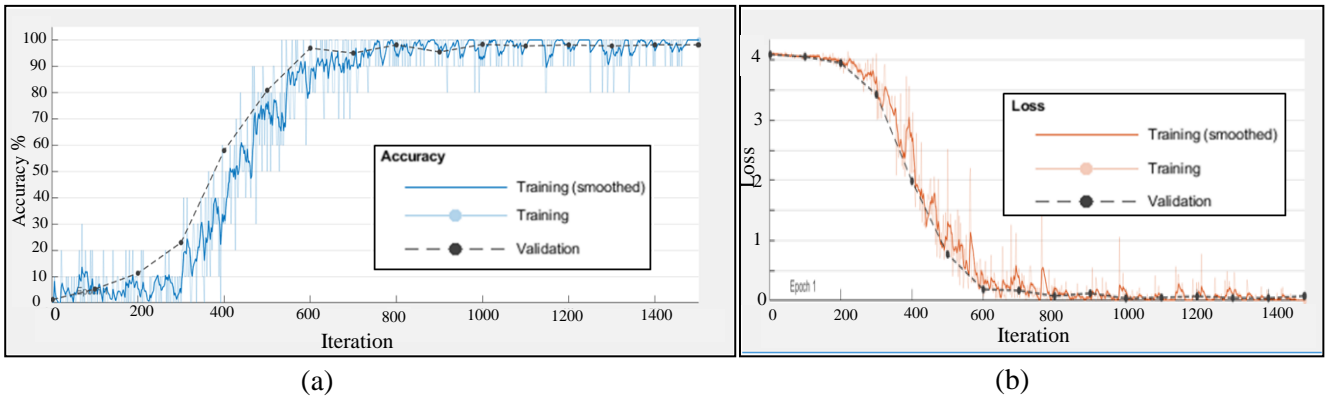 100
90
80
70
60
50
40
30
20
10
0
Accuracy %
0 200 400 600 800 1000 1200 1400
Iteration
Accuracy
Training (smoothed)
Training
Validation
(a)
4
3
2
1
0
Loss
Epoch 1
0 200 400 600 800 1000 1200 1400
Iteration
Loss
Training (smoothed)
Training
Validation
(b)